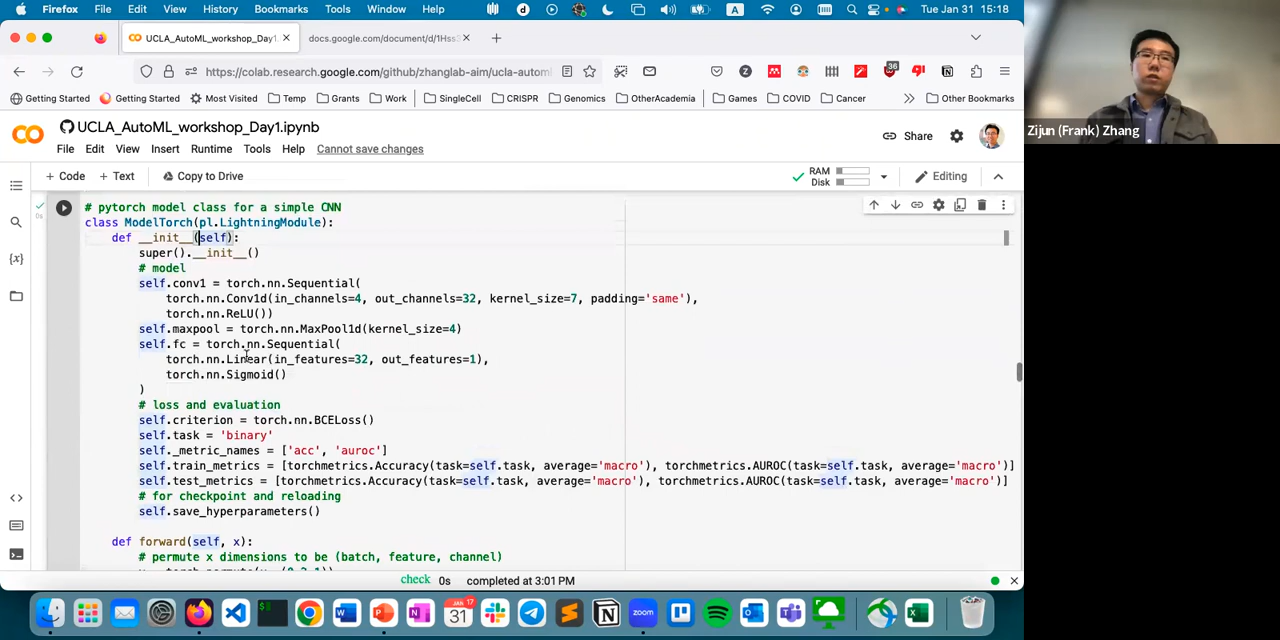 Firefox File Edit View History Bookmarks Tools Window Help A Tue Jan 31 15:18
UCLA_AutoML_workshop_Day1. docs.google.com/document/d/1Hss
https://colab.research.google.com/github/zhanglab-aim/ucla-automl 36
Getting Started Getting Started Most Visited Temp Grants Work SingleCell CRISPR Genomics OtherAcademia Games COVID Cancer Other Bookmarks
UCLA_AutoML_workshop_Day1.ipynb
Share
File Edit View Insert Runtime Tools Help Cannot save changes
+ Code + Text Copy to Drive RAM Disk Editing
# pytorch model class for a simple CNN
class ModelTorch(pl.LightningModule):
def __init__(self):
super().__init__()
# model
self.conv1 = torch.nn.Sequential(
torch.nn.Conv1d(in_channels=4, out_channels=32, kernel_size=7, padding='same'),
torch.nn.ReLU())
self.maxpool = torch.nn.MaxPool1d(kernel_size=4)
self.fc = torch.nn.Sequential(
torch.nn.Linear(in_features=32, out_features=1),
torch.nn.Sigmoid()
)
# loss and evaluation
self.criterion = torch.nn.BCELoss()
self.task = 'binary'
self._metric_names = ['acc', 'auroc']
self.train_metrics = [torchmetrics.Accuracy(task=self.task, average='macro'), torchmetrics.AUROC(task=self.task, average='macro')]
self.test_metrics = [torchmetrics.Accuracy(task=self.task, average='macro'), torchmetrics.AUROC(task=self.task, average='macro')]
# for checkpoint and reloading
self.save_hyperparameters()
def forward(self, x):
# permute x dimensions to be (batch, feature, channel)
check 0s completed at 3:01PM
JAN 17
31
zoom
Zijun (Frank) Zhang